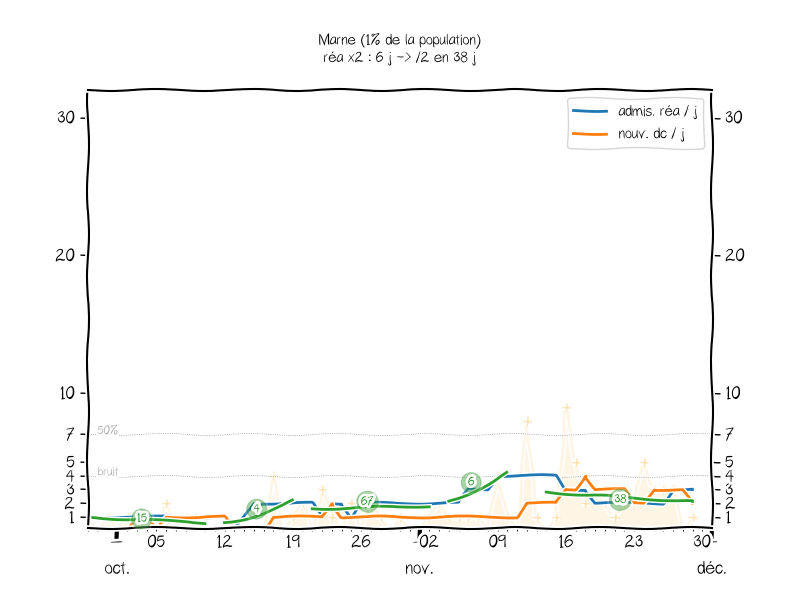 Marne (1% de la population)
réa x2 : 6 j -> /2 en 38 j
admis. réa / j
nouv. dc / j
30 30
20 20
10 10
7 7
5 5
4 4
3 3
2 2
1 1
50%
bruit
15 4 67 6 38
05 12 19 26 02 09 16 23 30
oct. nov. déc.